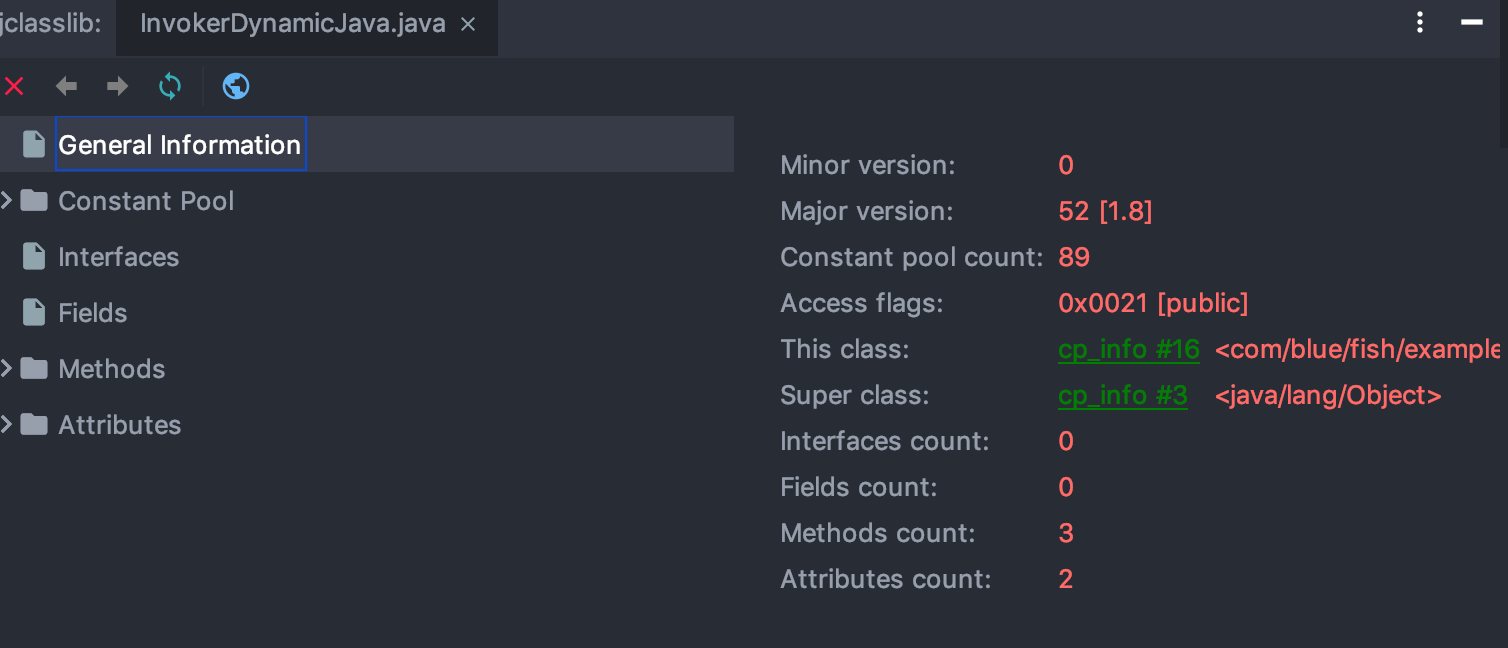 jclasslib:
InvokerDynamicJava.java
General Information
Constant Pool
Interfaces
Fields
Methods
Attributes
Minor version: 0
Major version: 52 [1.8]
Constant pool count: 89
Access flags: 0x0021 [public]
This class: cp_info #16 <com/blue/fish/example
Super class: cp_info #3 <java/lang/Object>
Interfaces count: 0
Fields count: 0
Methods count: 3
Attributes count: 2